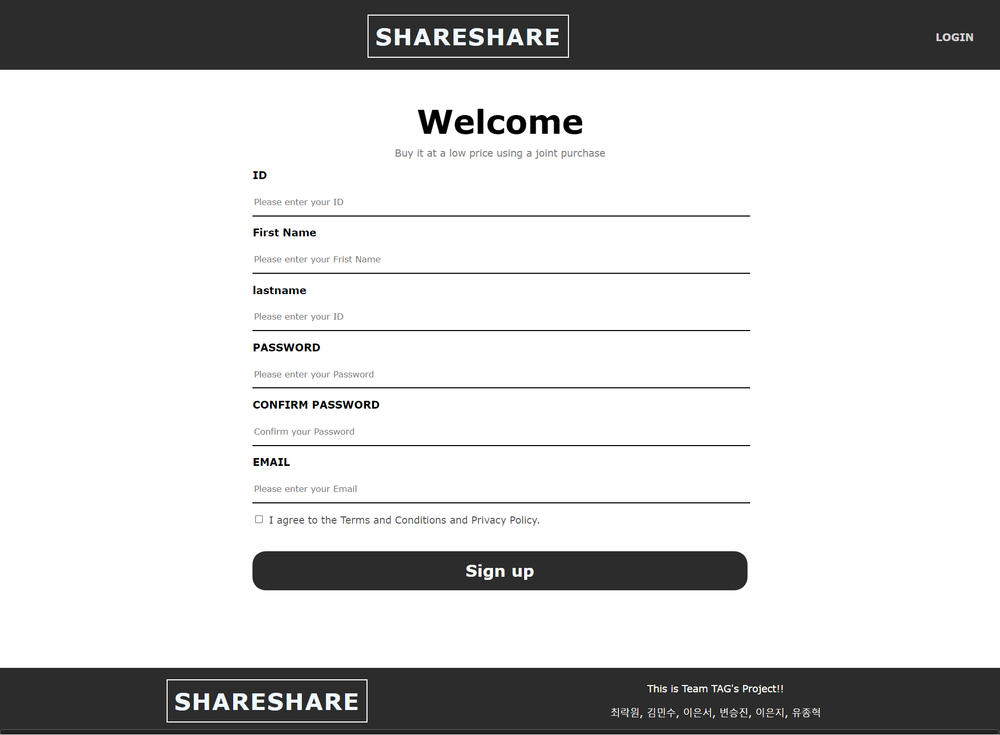 SHARESHARE
LOGIN
Welcome
Buy it at a low price using a joint purchase
ID
Please enter your ID
First Name
Please enter your Frist Name
lastname
Please enter your ID
PASSWORD
Please enter your Password
CONFIRM PASSWORD
Confirm your Password
EMAIL
Please enter your Email
I agree to the Terms and Conditions and Privacy Policy.
Sign up
SHARESHARE
This is Team TAG's Project!!
최락원, 김민수, 이은서, 변승진, 이은지, 유종혁